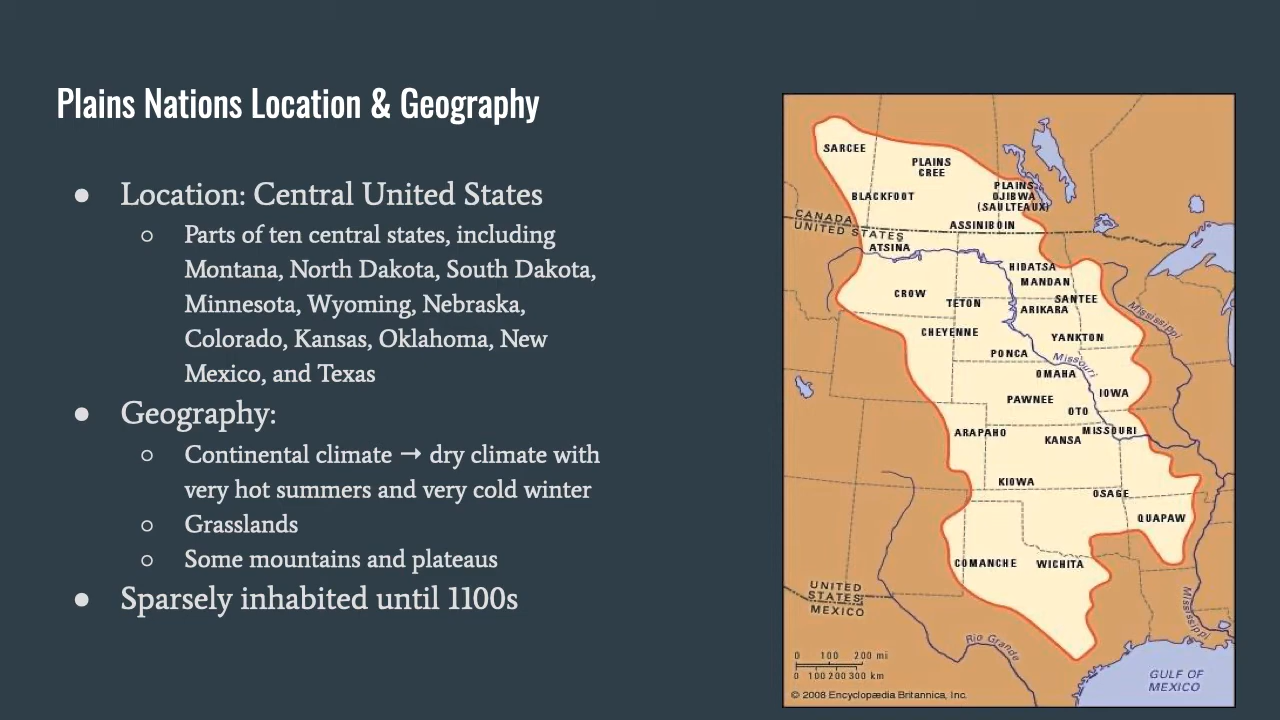 Plains Nations Location & Geography
● Location: Central United States
○ Parts of ten central states, including
Montana, North Dakota, South Dakota,
Minnesota, Wyoming, Nebraska,
Colorado, Kansas, Oklahoma, New
Mexico, and Texas
● Geography:
○ Continental climate → dry climate with
very hot summers and very cold winter
○ Grasslands
○ Some mountains and plateaus
● Sparsely inhabited until 1100s
SARCEE
PLAINS
CREE
BLACKFOOT
PLAINS
OJIBWA
(SAULTEAUX)
CANADA
UNITED STATES
ASSINIBOIN
ATSINA
HIDATSA
MANDAN
CROW
TETON
SANTEE
ARIKARA
Mississippi
CHEYENNE
YANKTON
PONCA
Missouri
OMAHA
PAWNEE
IOWA
OTO
ARAPAHO
MISSOURI
KANSA
KIOWA
OSAGE
QUAPAW
COMANCHE
WICHITA
UNITED
STATES
MEXICO
Mississippi
Rio Grande
0 100 200 mi
0 100 200 300 km
GULF OF
MEXICO
© 2008 Encyclopædia Britannica, Inc.